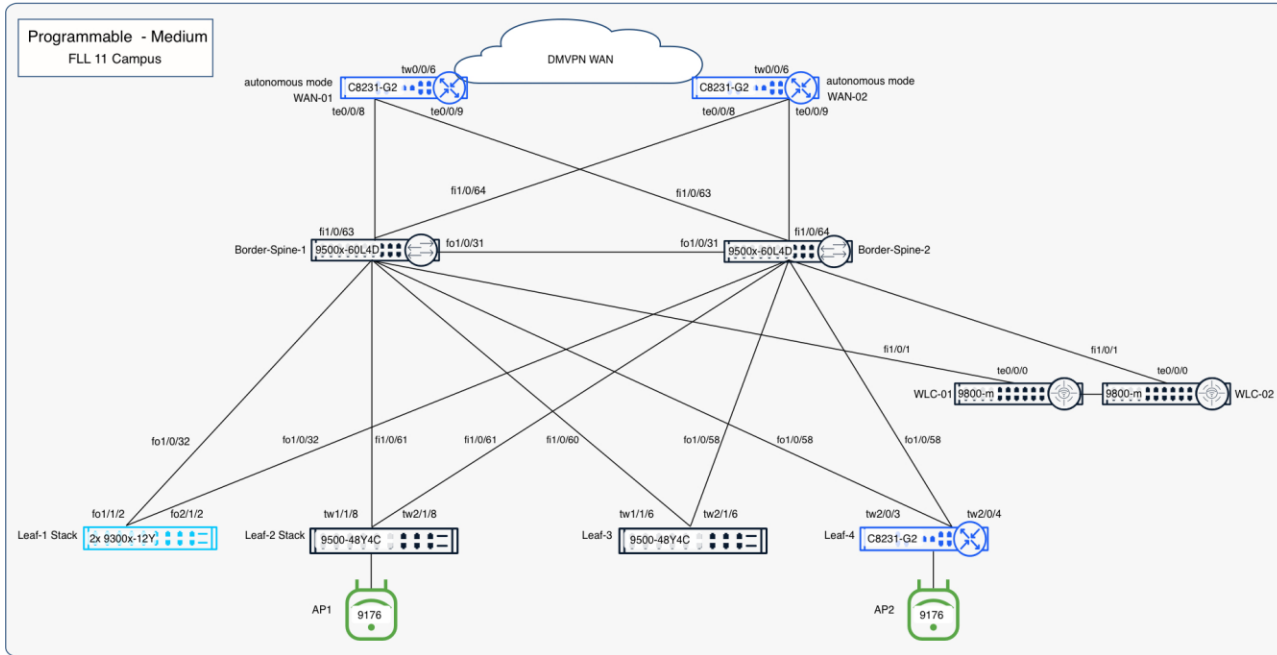 Programmable - Medium
FLL 11 Campus
DMVPN WAN
autonomous mode
WAN-01
C8231-G2
tw0/0/6
te0/0/8
te0/0/9
tw0/0/6
C8231-G2
autonomous mode
WAN-02
te0/0/8
te0/0/9
fi1/0/64
fi1/0/63
fi1/0/63
fi1/0/64
Border-Spine-1
9500x-60L4D
fo1/0/31
fo1/0/31
9500x-60L4D
Border-Spine-2
fi1/0/1
fi1/0/1
te0/0/0
te0/0/0
WLC-01
9800-m
9800-m
WLC-02
fo1/0/32
fo1/0/32
fi1/0/61
fi1/0/61
fi1/0/60
fo1/0/58
fo1/0/58
fo1/0/58
fo1/1/2
fo2/1/2
tw1/1/8
tw2/1/8
tw1/1/6
tw2/1/6
tw2/0/3
tw2/0/4
Leaf-1 Stack
2x 9300x-12Y
Leaf-2 Stack
9500-48Y4C
Leaf-3
9500-48Y4C
Leaf-4
C8231-G2
AP1
9176
AP2
9176